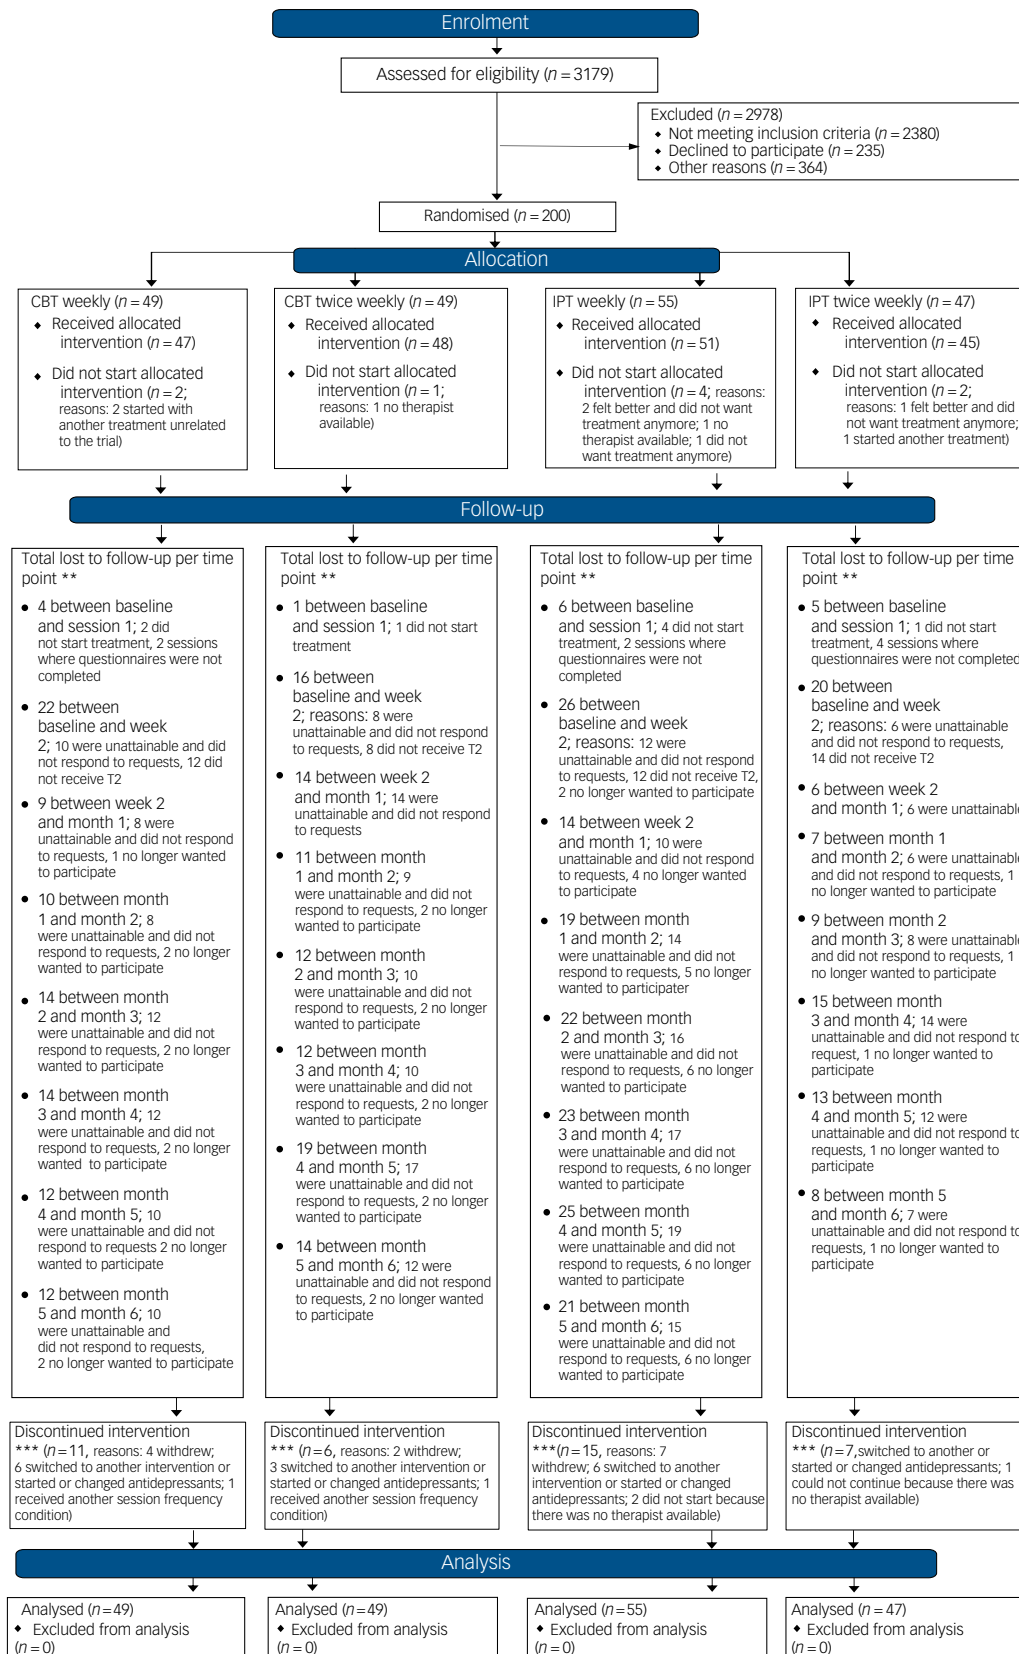 Enrolment
Assessed for eligibility (n = 3179)
Excluded (n = 2978)
⬥ Not meeting inclusion criteria (n = 2380)
⬥ Declined to participate (n = 235)
⬥ Other reasons (n = 364)
Randomised (n = 200)
Allocation
CBT weekly (n = 49)
⬥ Received allocated
intervention (n = 47)
⬥ Did not start allocated
intervention (n = 2;
reasons: 2 started with
another treatment unrelated
to the trial)
CBT twice weekly (n = 49)
⬥ Received allocated
intervention (n = 48)
⬥ Did not start allocated
intervention (n = 1;
reasons: 1 no therapist
available)
IPT weekly (n = 55)
⬥ Received allocated
intervention (n = 51)
⬥ Did not start allocated
intervention (n = 4; reasons:
2 felt better and did not want
treatment anymore; 1 no
therapist available; 1 did not
want treatment anymore)
IPT twice weekly (n = 47)
⬥ Received allocated
intervention (n = 45)
⬥ Did not start allocated
intervention (n = 2;
reasons: 1 felt better and did
not want treatment anymore;
1 started another treatment)
Follow-up
Total lost to follow-up per time
point **
• 4 between baseline
and session 1; 2 did
not start treatment, 2 sessions
where questionnaires were not
completed
• 22 between
baseline and week
2; 10 were unattainable and did
not respond to requests, 12 did
not receive T2
• 9 between week 2
and month 1; 8 were
unattainable and did not respond
to requests, 1 no longer wanted
to participate
• 10 between month
1 and month 2; 8
were unattainable and did not
respond to requests, 2 no longer
wanted to participate
• 14 between month
2 and month 3; 12
were unattainable and did not
respond to requests, 2 no longer
wanted to participate
• 14 between month
3 and month 4; 12
were unattainable and did not
respond to requests, 2 no longer
wanted to participate
• 12 between month
4 and month 5; 10
were unattainable and did not
respond to requests 2 no longer
wanted to participate
• 12 between month
5 and month 6; 10
were unattainable and
did not respond to requests,
2 no longer wanted to participate
Total lost to follow-up per time
point **
• 1 between baseline
and session 1; 1 did not start
treatment
• 16 between
baseline and week
2; reasons: 8 were
unattainable and did not respond
to requests, 8 did not receive T2
• 14 between week 2
and month 1; 14 were
unattainable and did not respond
to requests
• 11 between month
1 and month 2; 9
were unattainable and did not
respond to requests, 2 no longer
wanted to participate
• 12 between month
2 and month 3; 10
were unattainable and did not
respond to requests, 2 no longer
wanted to participate
• 12 between month
3 and month 4; 10
were unattainable and did not
respond to requests, 2 no longer
wanted to participate
• 19 between month
4 and month 5; 17
were unattainable and did not
respond to requests, 2 no longer
wanted to participate
• 14 between month
5 and month 6; 12 were
unattainable and did not respond
to requests, 2 no longer wanted
to participate
Total lost to follow-up per time
point **
• 6 between baseline
and session 1; 4 did not start
treatment, 2 sessions where
questionnaires were not
completed
• 26 between
baseline and week
2; reasons: 12 were
unattainable and did not respond
to requests, 12 did not receive T2,
2 no longer wanted to participate
• 14 between week 2
and month 1; 10 were
unattainable and did not respond
to requests, 4 no longer wanted
to participate
• 19 between month
1 and month 2; 14
were unattainable and did not
respond to requests, 5 no longer
wanted to participater
• 22 between month
2 and month 3; 16
were unattainable and did not
respond to requests, 6 no longer
wanted to participate
• 23 between month
3 and month 4; 17
were unattainable and did not
respond to requests, 6 no longer
wanted to participate
• 25 between month
4 and month 5; 19
were unattainable and did not
respond to requests, 6 no longer
wanted to participate
• 21 between month
5 and month 6; 15
were unattainable and did not
respond to requests, 6 no longer
wanted to participate
Total lost to follow-up per time
point **
• 5 between baseline
and session 1; 1 did not start
treatment, 4 sessions where
questionnaires were not completed
• 20 between
baseline and week
2; reasons: 6 were unattainable
and did not respond to requests,
14 did not receive T2
• 6 between week 2
and month 1; 6 were unattainable
• 7 between month 1
and month 2; 6 were unattainable
and did not respond to requests, 1
no longer wanted to participate
• 9 between month 2
and month 3; 8 were unattainable
and did not respond to requests, 1
no longer wanted to participate
• 15 between month
3 and month 4; 14 were
unattainable and did not respond to
request, 1 no longer wanted to
participate
• 13 between month
4 and month 5; 12 were
unattainable and did not respond to
requests, 1 no longer wanted to
participate
• 8 between month 5
and month 6; 7 were
unattainable and did not respond to
requests, 1 no longer wanted to
participate
Discontinued intervention
*** (n = 11, reasons: 4 withdrew;
6 switched to another intervention or
started or changed antidepressants; 1
received another session frequency
condition)
Discontinued intervention
*** (n = 6, reasons: 2 withdrew;
3 switched to another intervention or
started or changed antidepressants; 1
received another session frequency
condition)
Discontinued intervention
***(n = 15, reasons: 7
withdrew; 6 switched to another
intervention or started or changed
antidepressants; 2 did not start because
there was no therapist available)
Discontinued intervention
*** (n = 7,switched to another or
started or changed antidepressants; 1
could not continue because there was
no therapist available)
Analysis
Analysed (n = 49)
⬥ Excluded from analysis
(n = 0)
Analysed (n = 49)
⬥ Excluded from analysis
(n = 0)
Analysed (n = 55)
⬥ Excluded from analysis
(n = 0)
Analysed (n = 47)
⬥ Excluded from analysis
(n = 0)